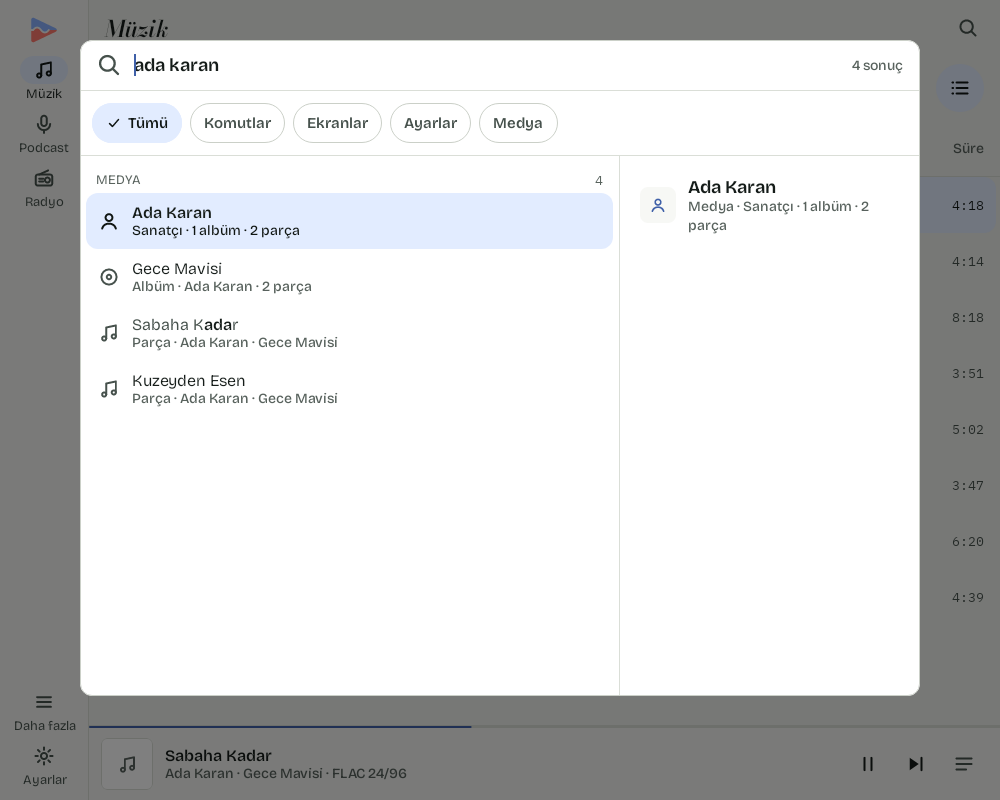 Müzik
ada karan
4 sonuç
Müzik
Tümü
Komutlar
Ekranlar
Ayarlar
Medya
Podcast
Süre
Radyo
MEDYA
4
Ada Karan
Sanatçı · 1 albüm · 2 parça
Gece Mavisi
Albüm · Ada Karan · 2 parça
Sabaha Kadar
Parça · Ada Karan · Gece Mavisi
Kuzeyden Esen
Parça · Ada Karan · Gece Mavisi
Ada Karan
Medya · Sanatçı · 1 albüm · 2
parça
4:18
4:14
8:18
3:51
5:02
3:47
6:20
4:39
Daha fazla
Ayarlar
Sabaha Kadar
Ada Karan · Gece Mavisi · FLAC 24/96